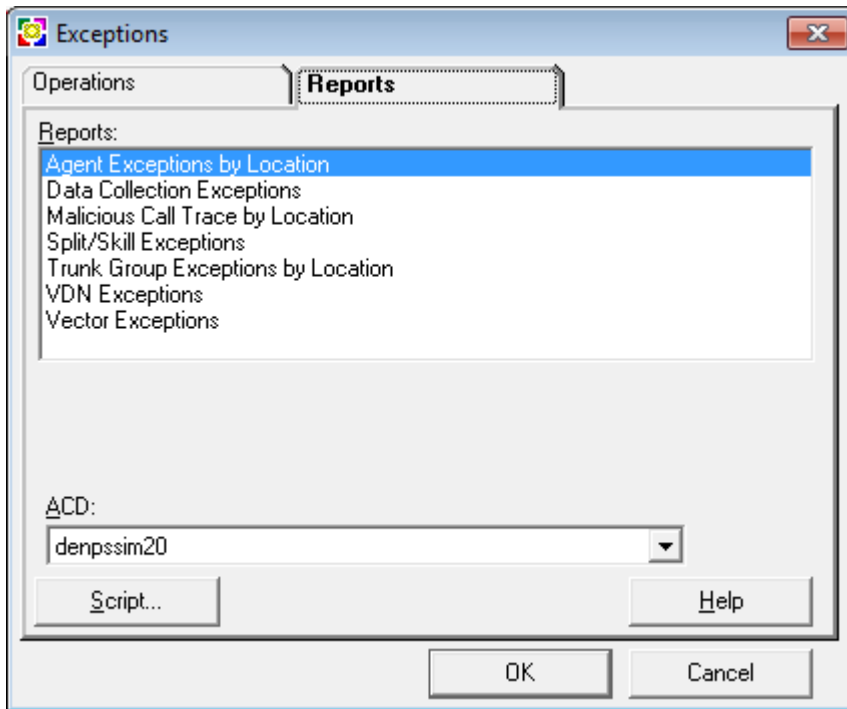 Exceptions
Operations
Reports
Reports:
Agent Exceptions by Location
Data Collection Exceptions
Malicious Call Trace by Location
Split/Skill Exceptions
Trunk Group Exceptions by Location
VDN Exceptions
Vector Exceptions
ACD:
denpssim20
Script...
Help
OK
Cancel